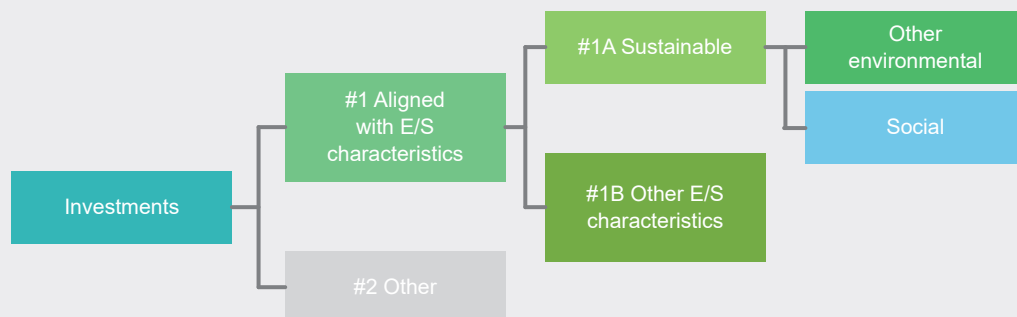 Investments
#1 Aligned
with E/S
characteristics
#2 Other
#1A Sustainable
#1B Other E/S
characteristics
Other
environmental
Social